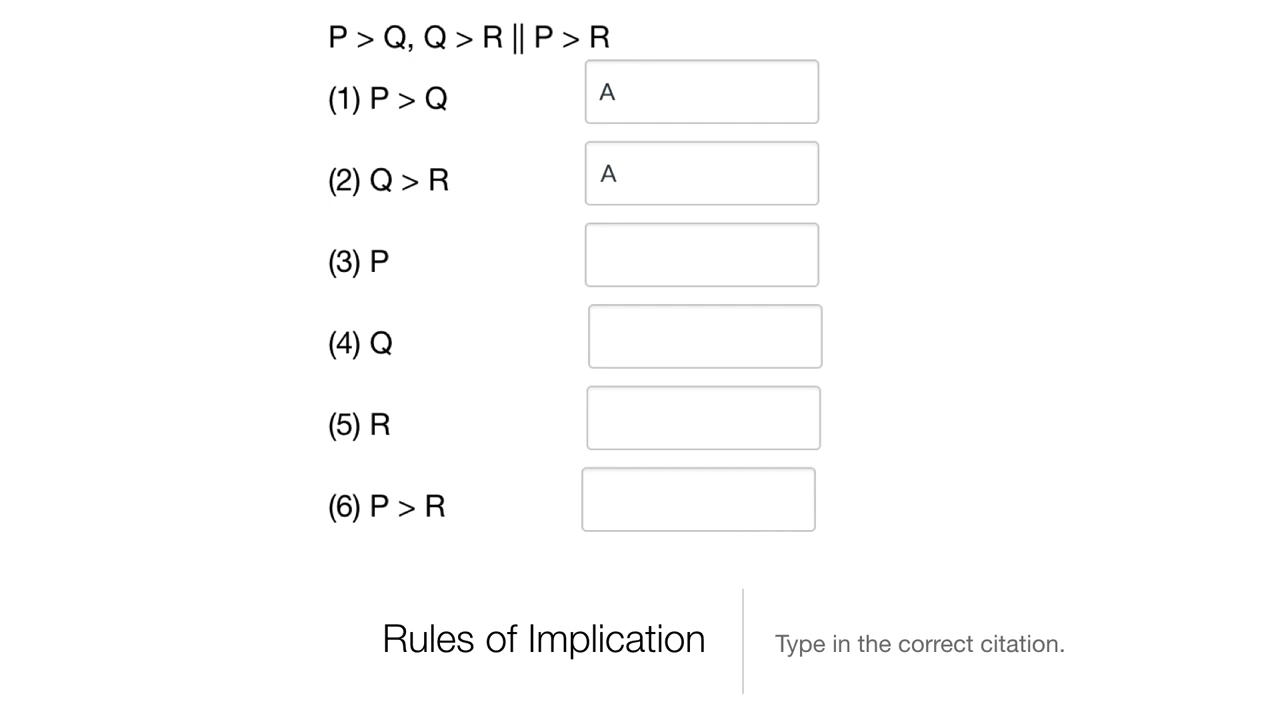 P > Q, Q > R || P > R
(1) P > Q A
(2) Q > R A
(3) P
(4) Q
(5) R
(6) P > R
Rules of Implication
Type in the correct citation.